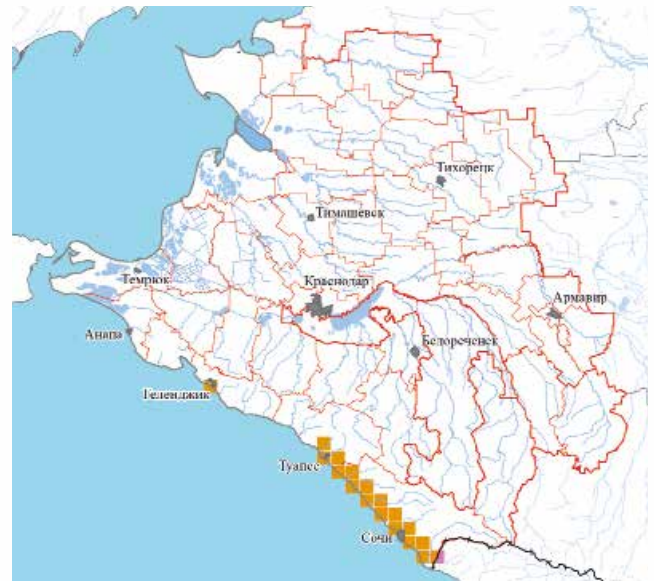 Тихорецк
Тимашевск
Темрюк
Краснодар
Армавир
Анапа
Белореченск
Геленджик
Туапсе
Сочи